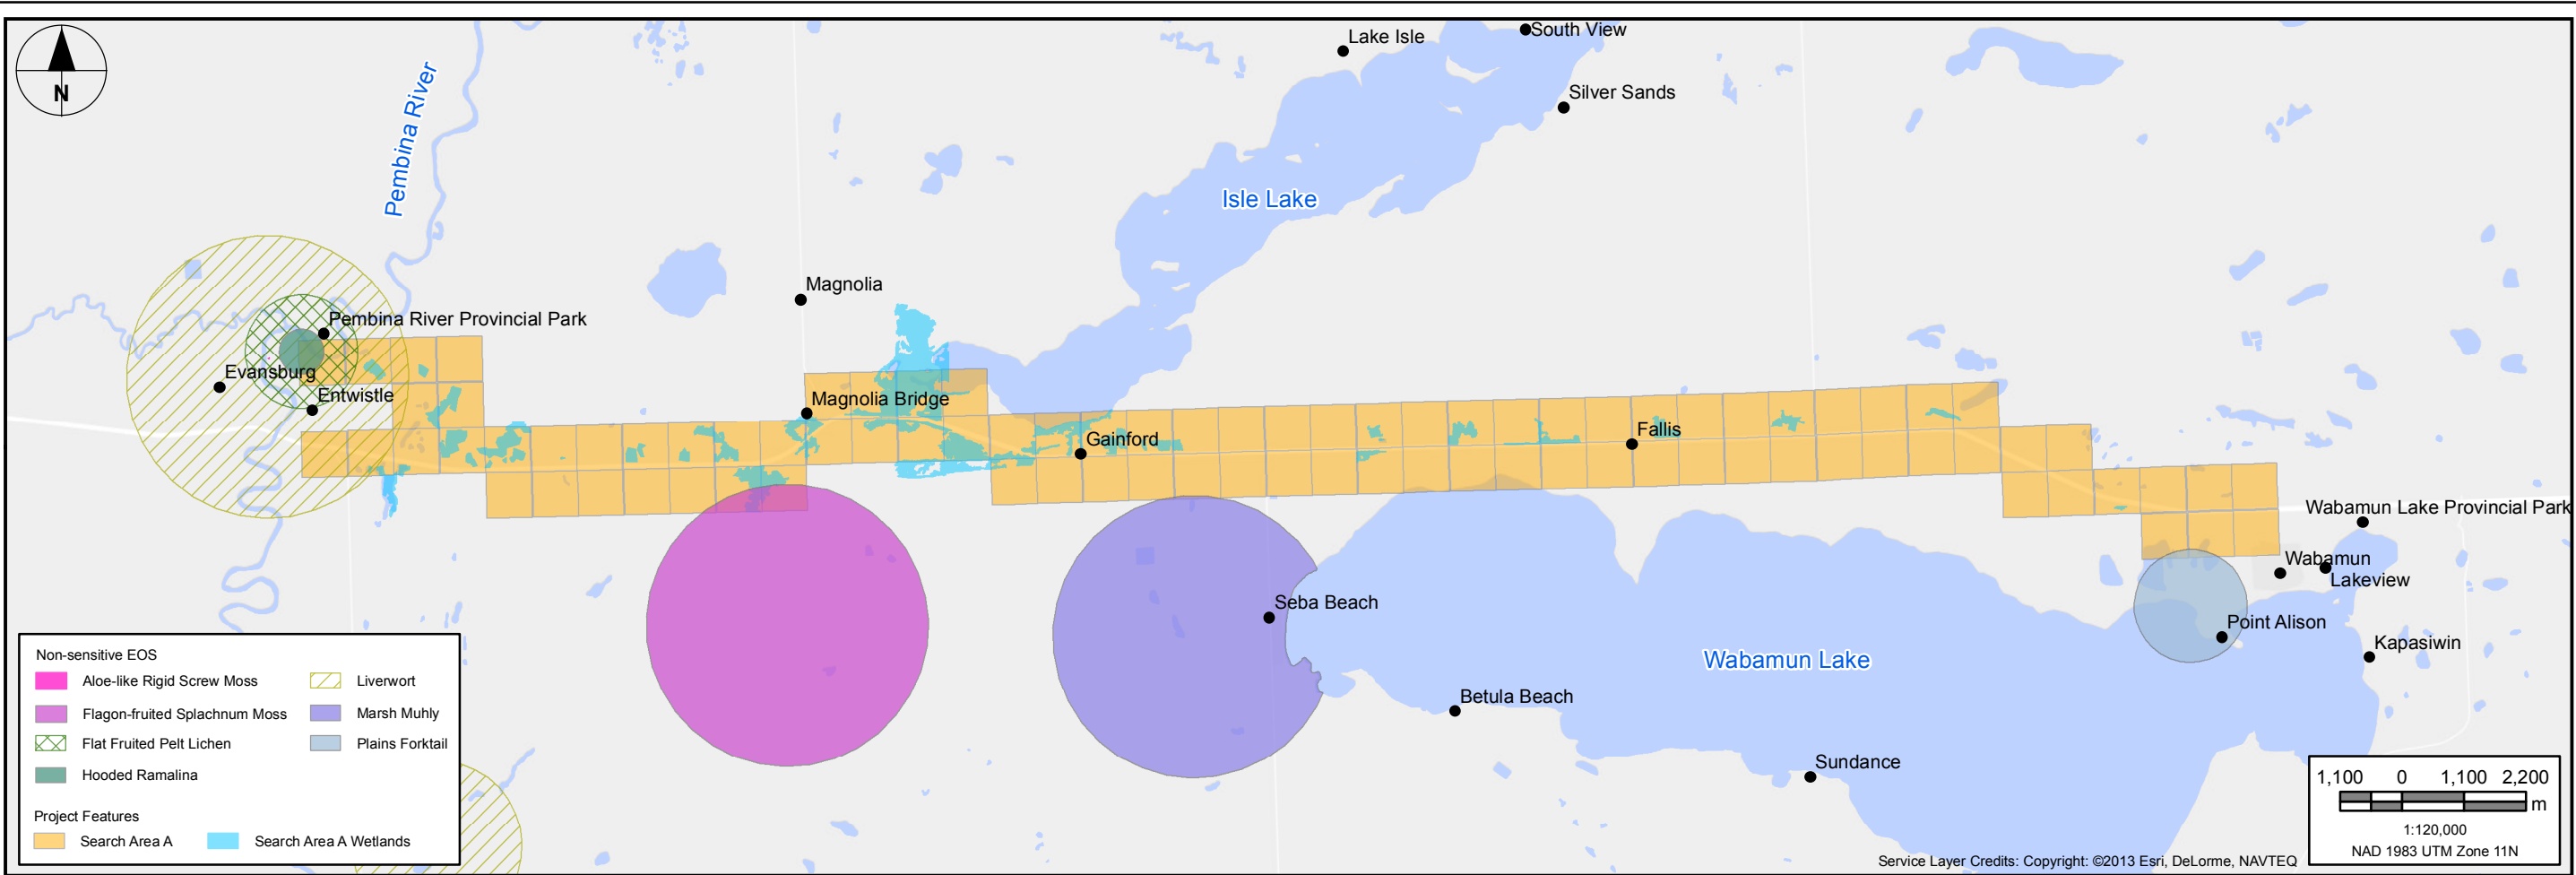 N
Pembina River
Lake Isle
South View
Silver Sands
Isle Lake
Magnolia
Pembina River Provincial Park
Evansburg
Entwistle
Magnolia Bridge
Gainford
Fallis
Wabamun Lake Provincial Park
Wabamun
Lakeview
Seba Beach
Point Alison
Kapasiwin
Wabamun Lake
Betula Beach
Sundance
Non-sensitive EOS
Aloe-like Rigid Screw Moss
Liverwort
Flagon-fruited Splachnum Moss
Marsh Muhly
Flat Fruited Pelt Lichen
Plains Forktail
Hooded Ramalina
Project Features
Search Area A
Search Area A Wetlands
1,100 0 1,100 2,200
m
1:120,000
NAD 1983 UTM Zone 11N
Service Layer Credits: Copyright: ©2013 Esri, DeLorme, NAVTEQ